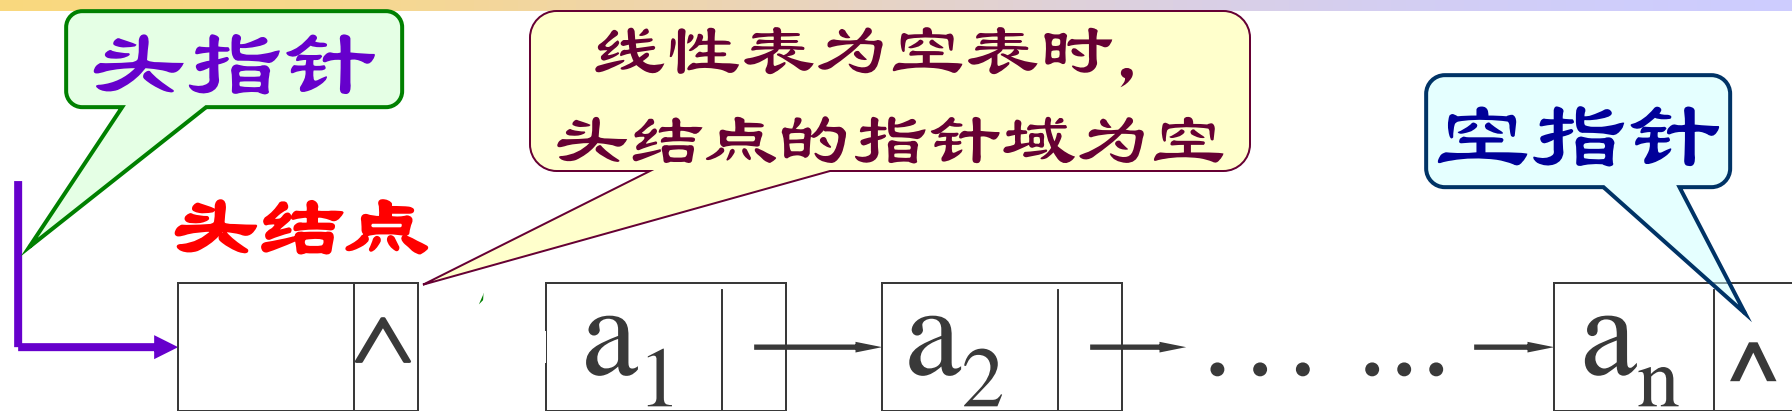 头指针
线性表为空表时，
头结点的指针域为空
空指针
头结点
∧ a1 a2 … … an ∧